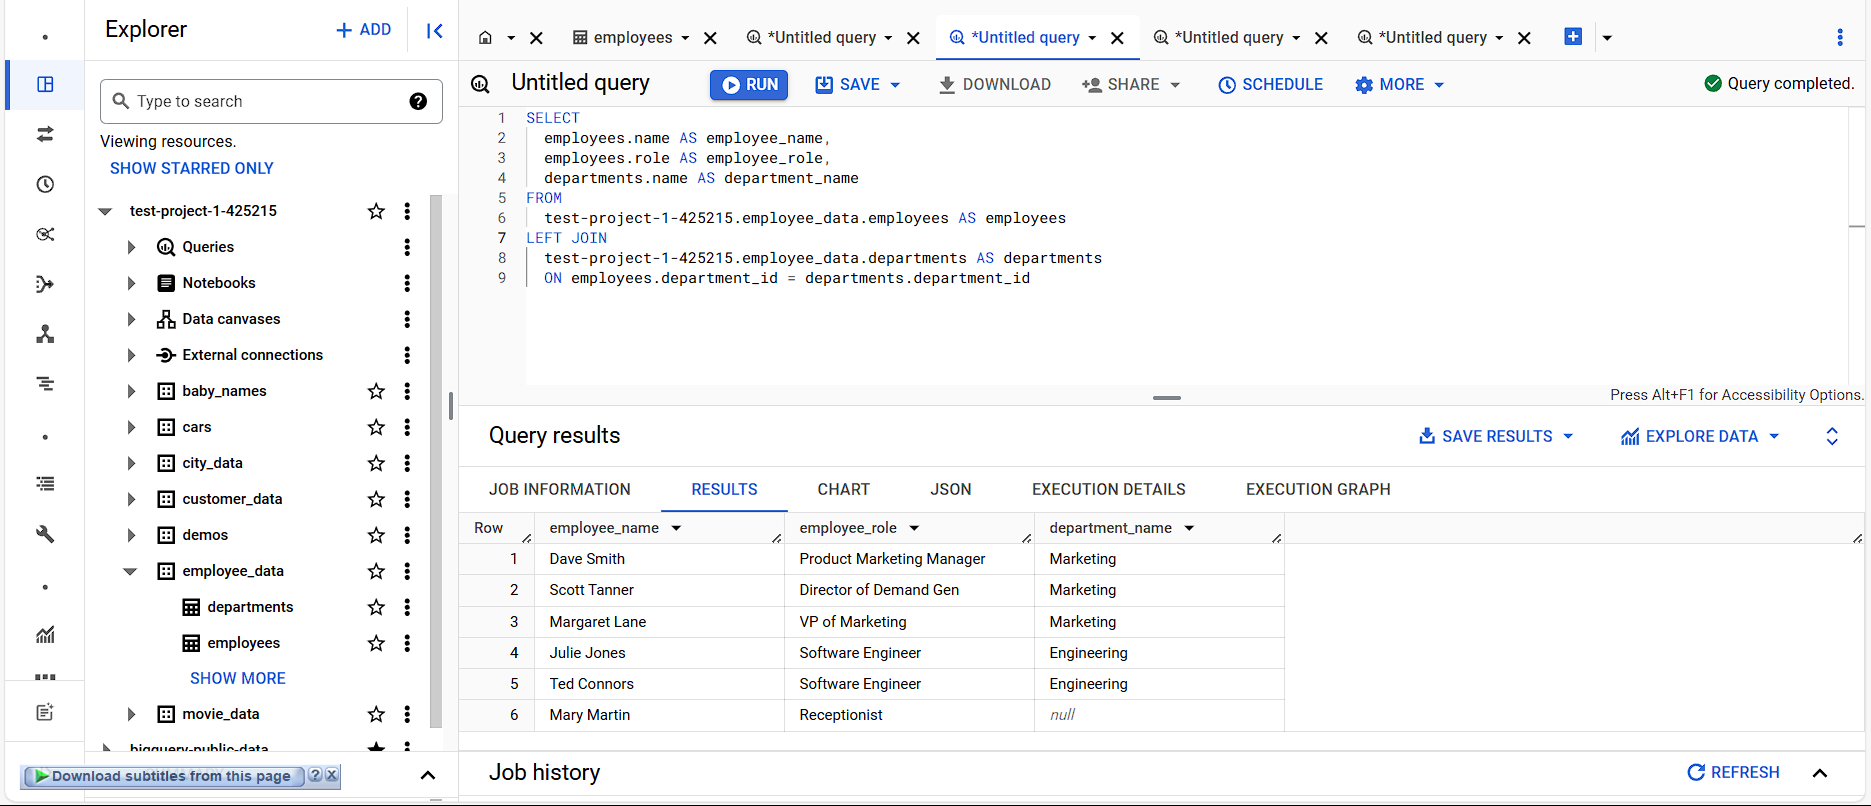 Explorer
+ ADD
Type to search
Viewing resources.
SHOW STARRED ONLY
test-project-1-425215
Queries
Notebooks
Data canvases
External connections
baby_names
cars
city_data
customer_data
demos
employee_data
departments
employees
SHOW MORE
movie_data
bigquery-public-data
Download subtitles from this page ? X
employees
*Untitled query
*Untitled query
*Untitled query
*Untitled query
Untitled query
RUN
SAVE
DOWNLOAD
SHARE
SCHEDULE
MORE
Query completed.
1 SELECT
2 employees.name AS employee_name,
3 employees.role AS employee_role,
4 departments.name AS department_name
5 FROM
6 test-project-1-425215.employee_data.employees AS employees
7 LEFT JOIN
8 test-project-1-425215.employee_data.departments AS departments
9 ON employees.department_id = departments.department_id
Press Alt+F1 for Accessibility Options.
Query results
SAVE RESULTS
EXPLORE DATA
JOB INFORMATION RESULTS CHART JSON EXECUTION DETAILS EXECUTION GRAPH
Row employee_name employee_role department_name
1 Dave Smith Product Marketing Manager Marketing
2 Scott Tanner Director of Demand Gen Marketing
3 Margaret Lane VP of Marketing Marketing
4 Julie Jones Software Engineer Engineering
5 Ted Connors Software Engineer Engineering
6 Mary Martin Receptionist null
Job history
REFRESH